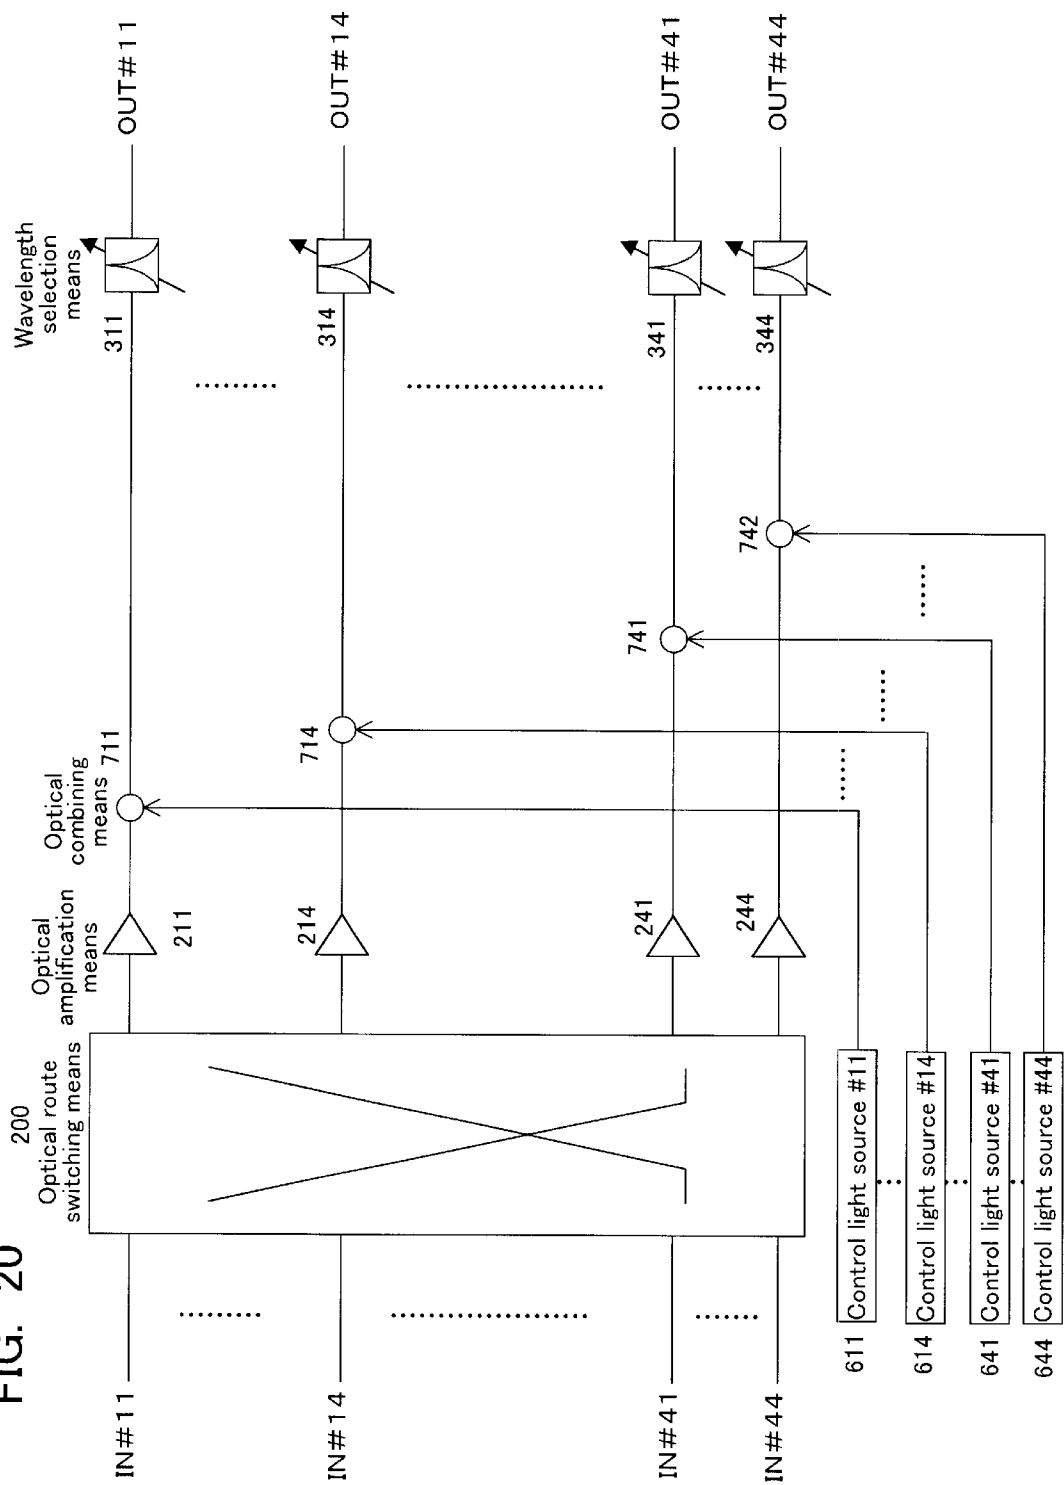 FIG. 20
200
Optical route
switching means
Optical
amplification
means
Optical
combining
means
Wavelength
selection
means
IN#11
211
711
311
OUT#11
IN#14
214
714
314
OUT#14
IN#41
241
741
341
OUT#41
IN#44
244
742
344
OUT#44
611
Control light source #11
614
Control light source #14
641
Control light source #41
644
Control light source #44